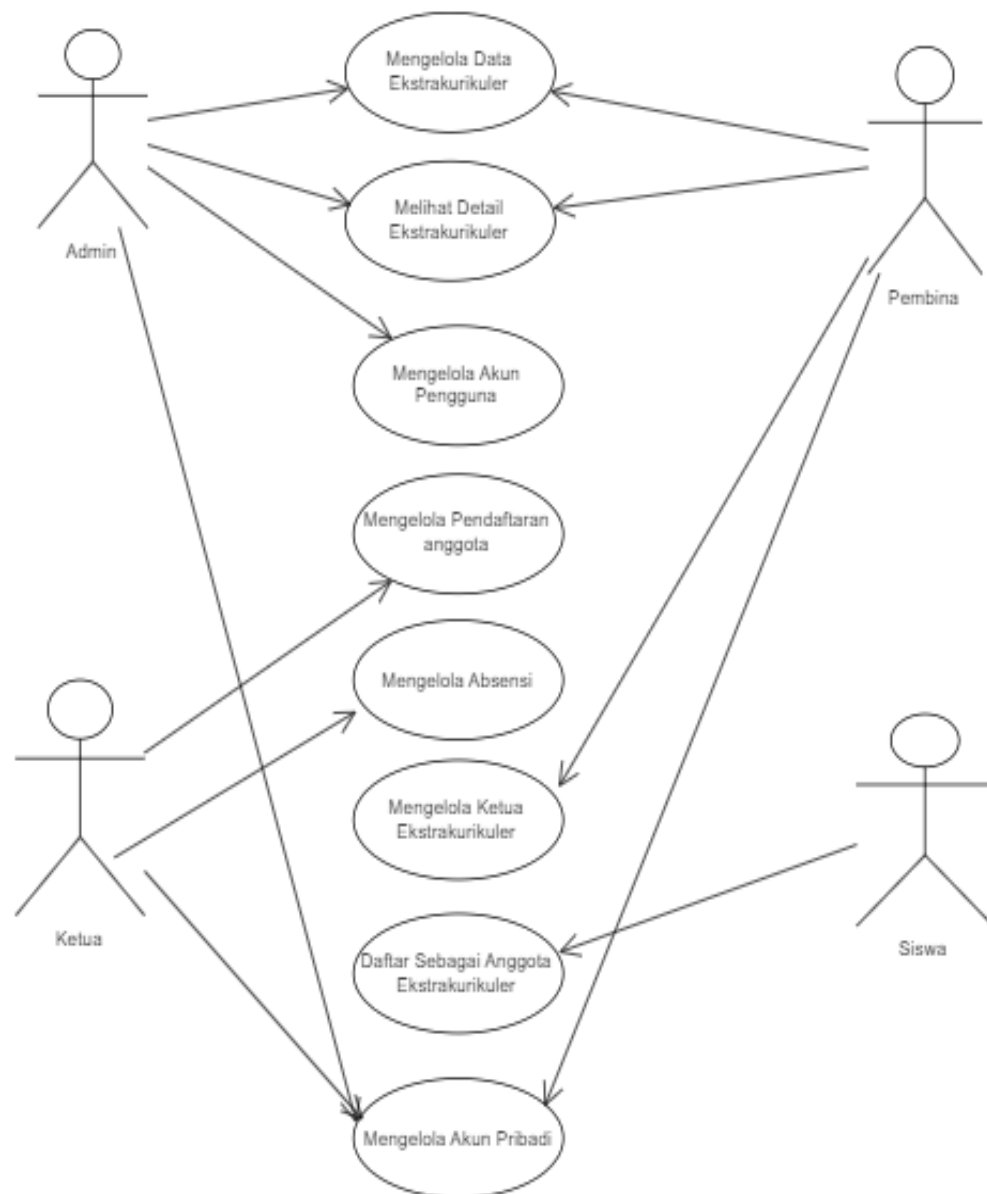 Mengelola Data
Ekstrakurikuler
Melihat Detail
Ekstrakurikuler
Admin
Pembina
Mengelola Akun
Pengguna
Mengelola Pendaftaran
anggota
Mengelola Absensi
Mengelola Ketua
Ekstrakurikuler
Ketua
Siswa
Daftar Sebagai Anggota
Ekstrakurikuler
Mengelola Akun Pribadi